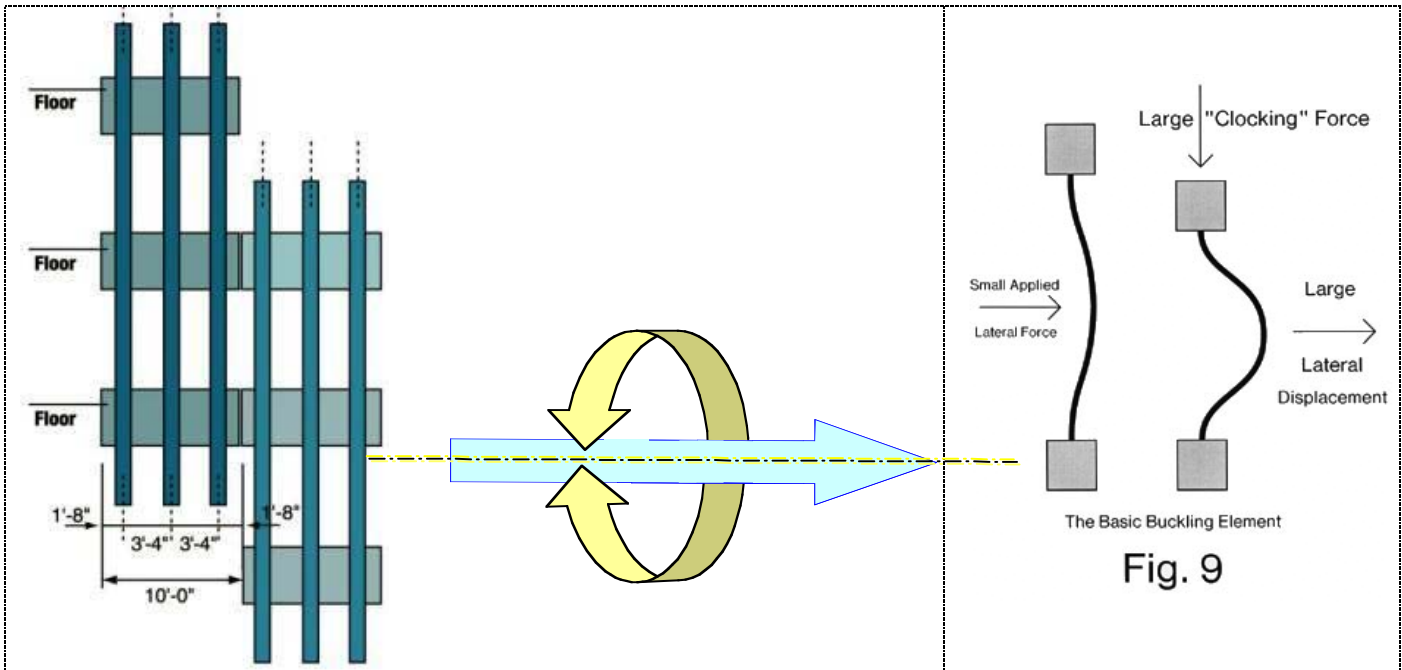 Floor
Floor
Floor
1'-8"
1'-8"
3'-4" 3'-4"
10'-0"
Large "Clocking" Force
Small Applied
Lateral Force
Large
Lateral
Displacement
The Basic Buckling Element
Fig. 9